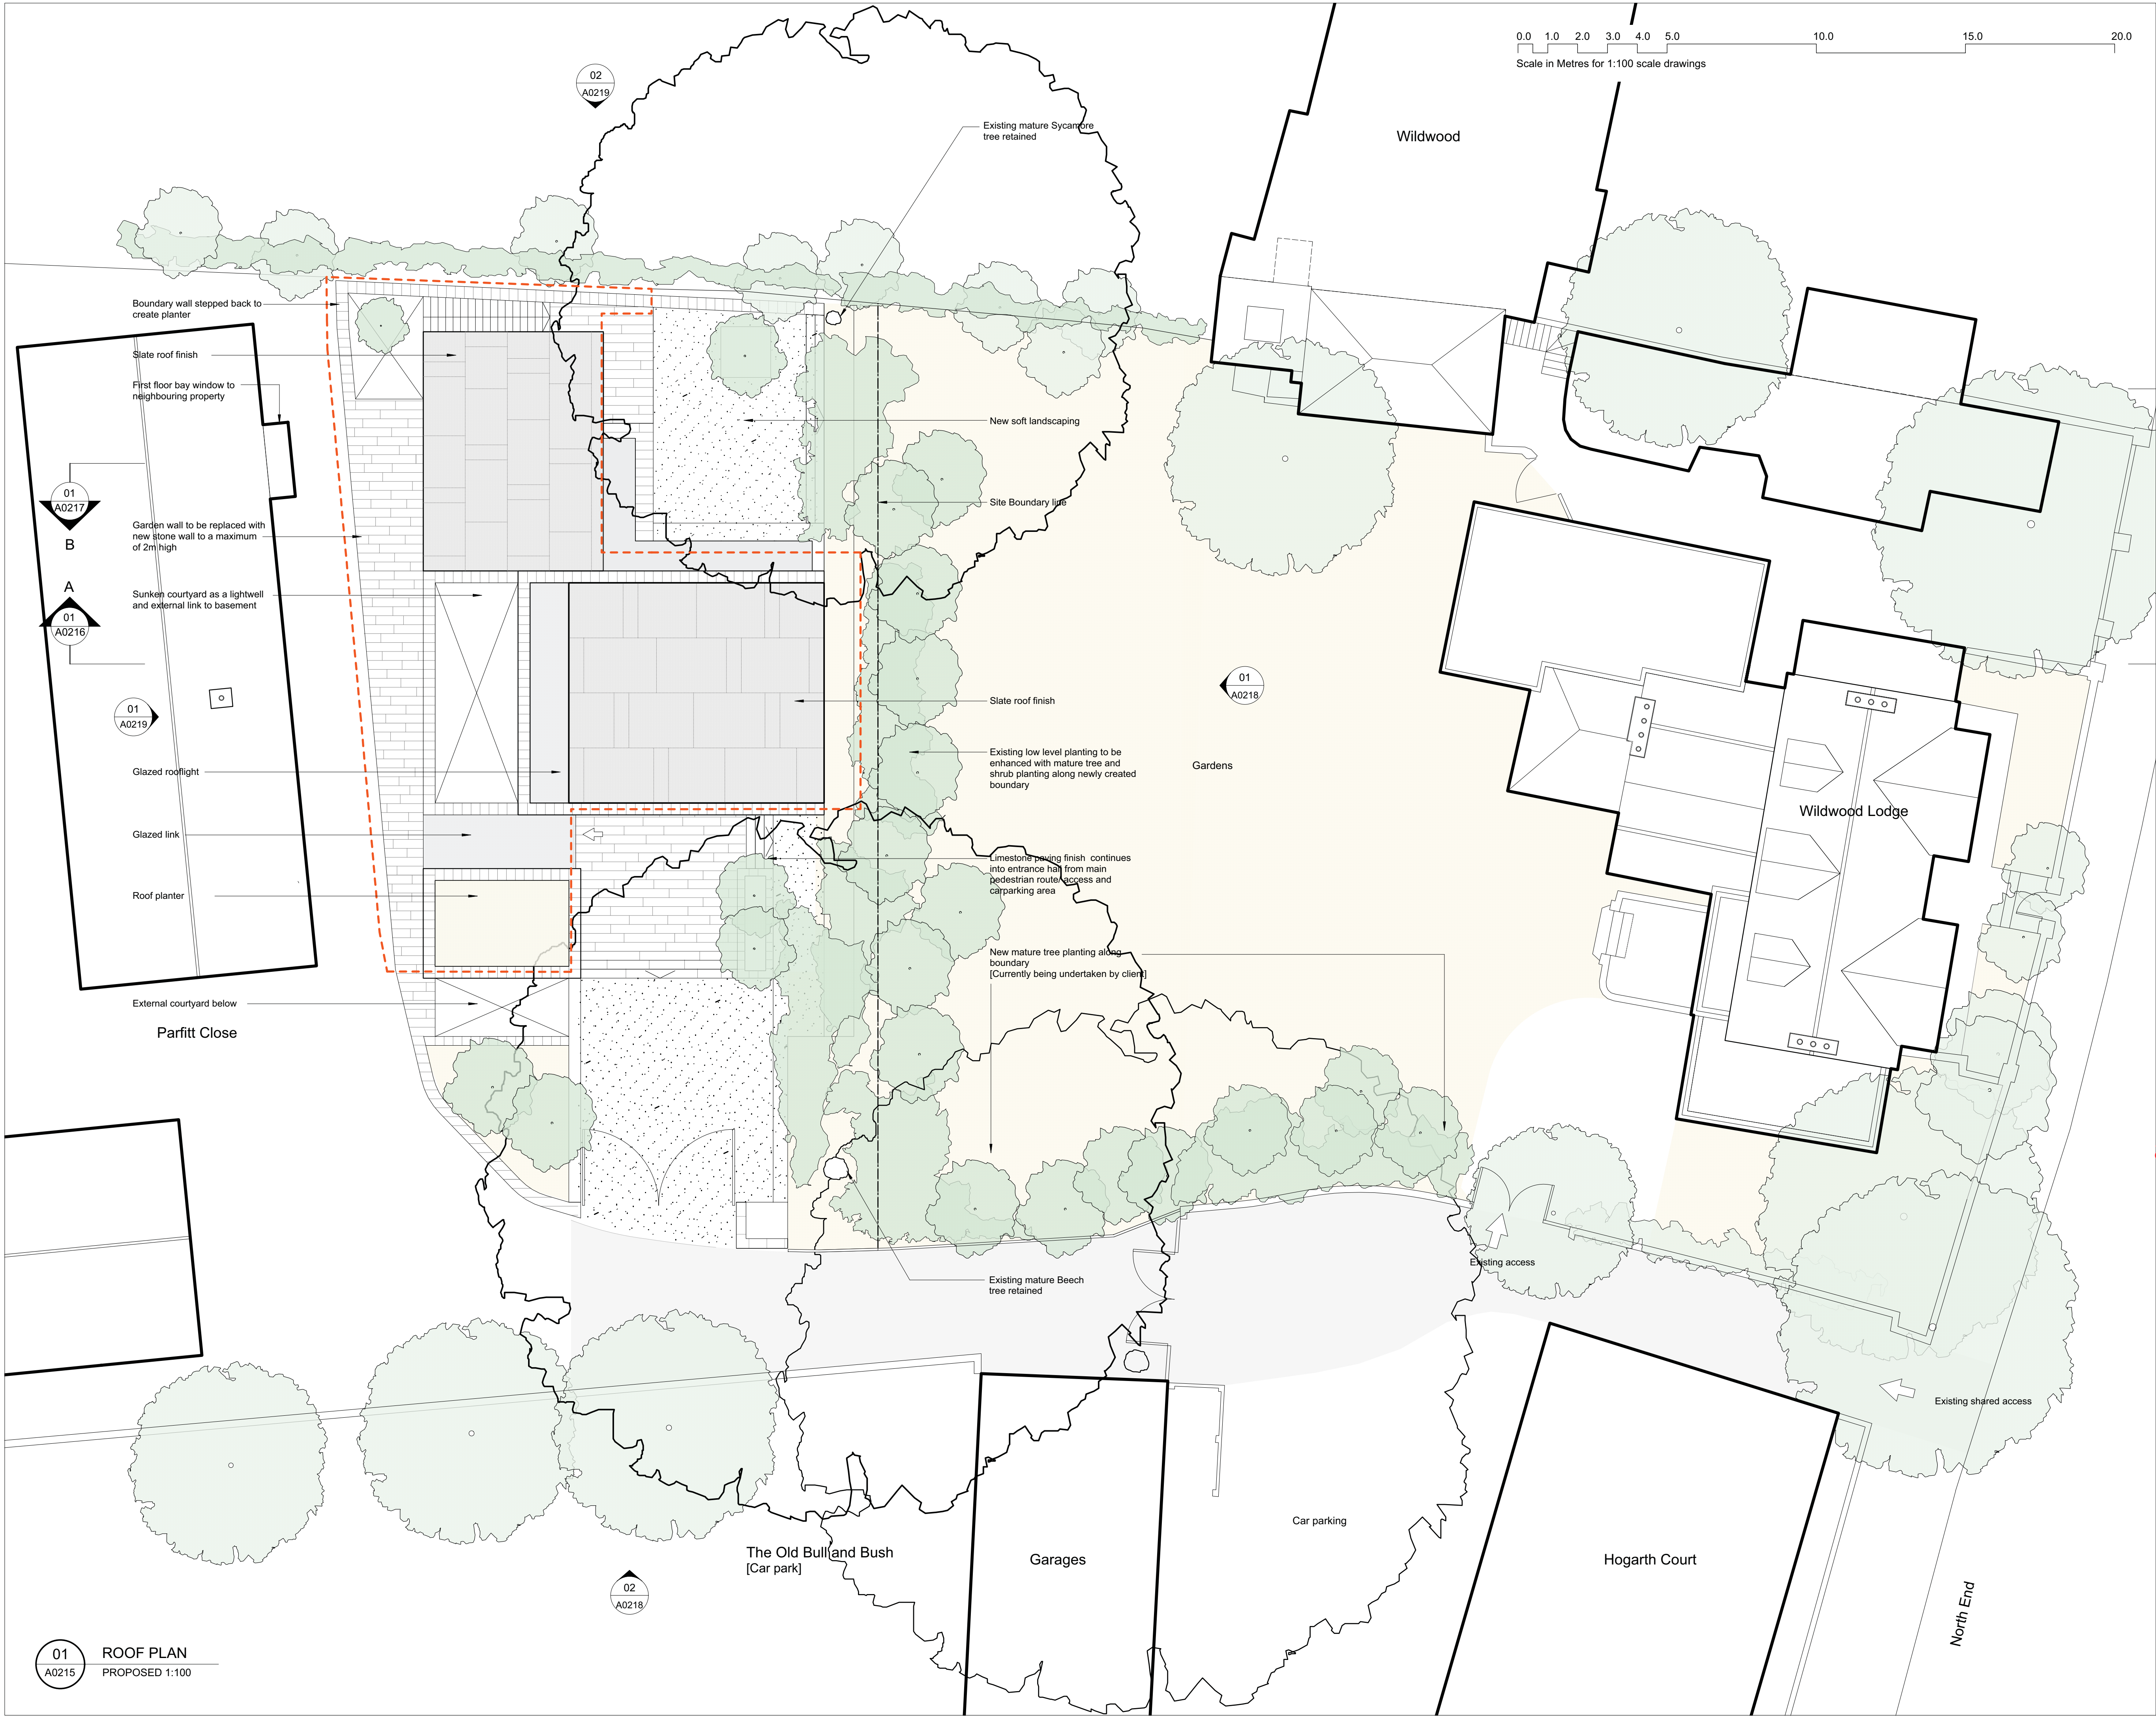 0.0 1.0 2.0 3.0 4.0 5.0 10.0 15.0 20.0
Scale in Metres for 1:100 scale drawings
02
A0219
Existing mature Sycamore
tree retained
Wildwood
Boundary wall stepped back to
create planter
Slate roof finish
First floor bay window to
neighbouring property
New soft landscaping
01
A0217
B
Site Boundary line
Garden wall to be replaced with
new stone wall to a maximum
of 2m high
A
01
A0216
Sunken courtyard as a lightwell
and external link to basement
01
A0218
01
A0219
Slate roof finish
Existing low level planting to be
enhanced with mature tree and
shrub planting along newly created
boundary
Gardens
Glazed rooflight
Wildwood Lodge
Glazed link
Limestone paving finish continues
into entrance hall from main
pedestrian route/access and
carparking area
Roof planter
New mature tree planting along
boundary
[Currently being undertaken by client]
External courtyard below
Parfitt Close
Existing mature Beech
tree retained
Existing access
Existing shared access
Car parking
The Old Bull and Bush
[Car park]
Garages
Hogarth Court
02
A0218
North End
01
A0215
ROOF PLAN
PROPOSED 1:100